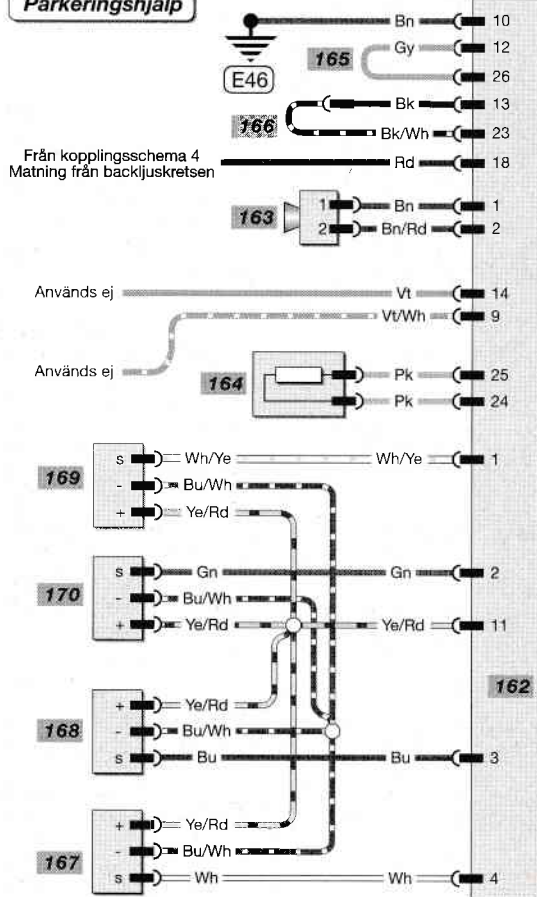 Parkeringshjälp
Bn 10
E46
165 Gy 12
26
166 Bk 13
Bk/Wh 23
Från kopplingsschema 4
Matning från backljuskretsen
Rd 18
163 1 Bn 1
2 Bn/Rd 2
Används ej Vt 14
Vt/Wh 9
Används ej
164 Pk 25
Pk 24
169 s Wh/Ye Wh/Ye 1
- Bu/Wh
+ Ye/Rd
170 s Gn Gn 2
- Bu/Wh
+ Ye/Rd Ye/Rd 11
162
168 + Ye/Rd
- Bu/Wh
s Bu Bu 3
167 + Ye/Rd
- Bu/Wh
s Wh Wh 4